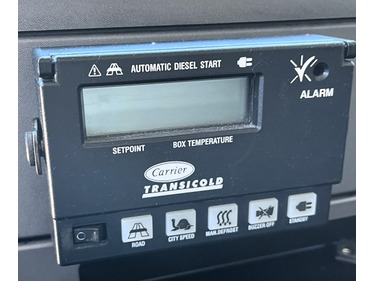 AUTOMATIC DIESEL START
ALARM
SETPOINT BOX TEMPERATURE
Carrier
TRANSICOLD
ROAD CITY SPEED MAN.DEFROST BUZZER OFF STANDBY